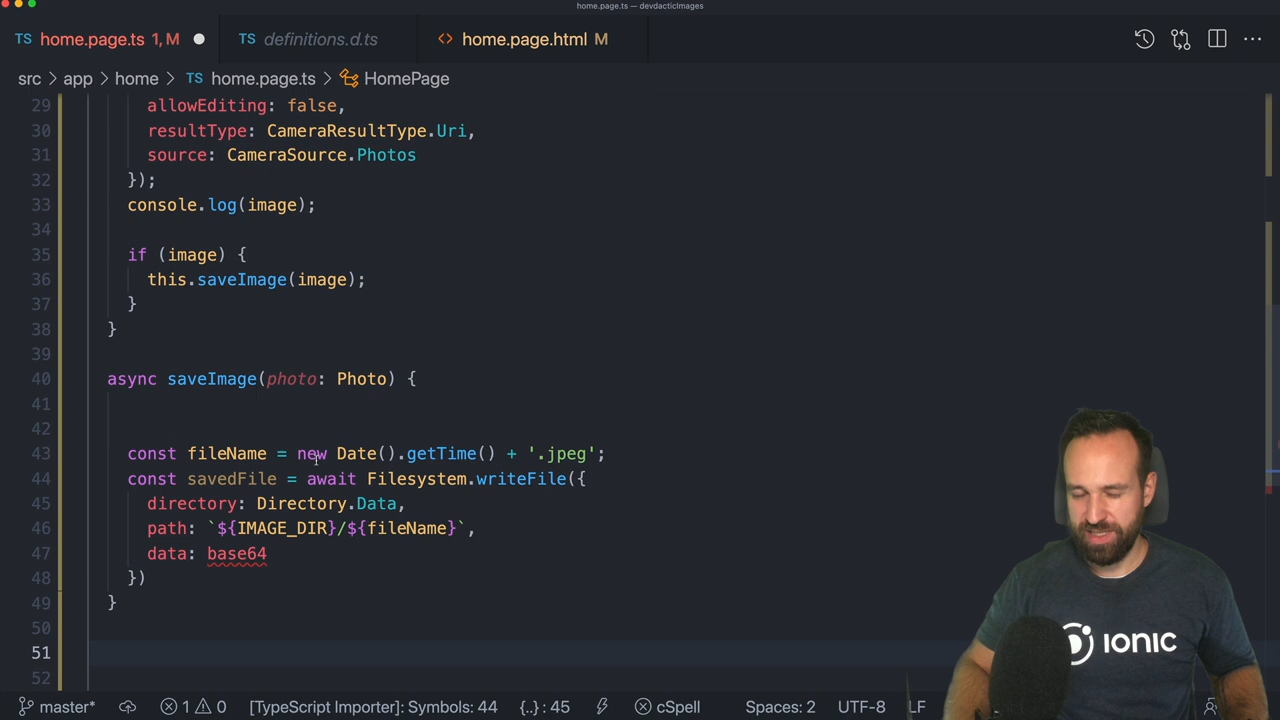 home.page.ts — devdacticImages
TS home.page.ts 1, M
TS definitions.d.ts
<> home.page.html M
src > app > home > TS home.page.ts > HomePage
29 allowEditing: false,
30 resultType: CameraResultType.Uri,
31 source: CameraSource.Photos
32 });
33 console.log(image);
34
35 if (image) {
36 this.saveImage(image);
37 }
38 }
39
40 async saveImage(photo: Photo) {
41
42
43 const fileName = new Date().getTime() + '.jpeg';
44 const savedFile = await Filesystem.writeFile({
45 directory: Directory.Data,
46 path: `${IMAGE_DIR}/${fileName}`,
47 data: base64
48 })
49 }
50
51
52
ionic
master* 1 0 [TypeScript Importer]: Symbols: 44 {..} : 45 cSpell Spaces: 2 UTF-8 LF